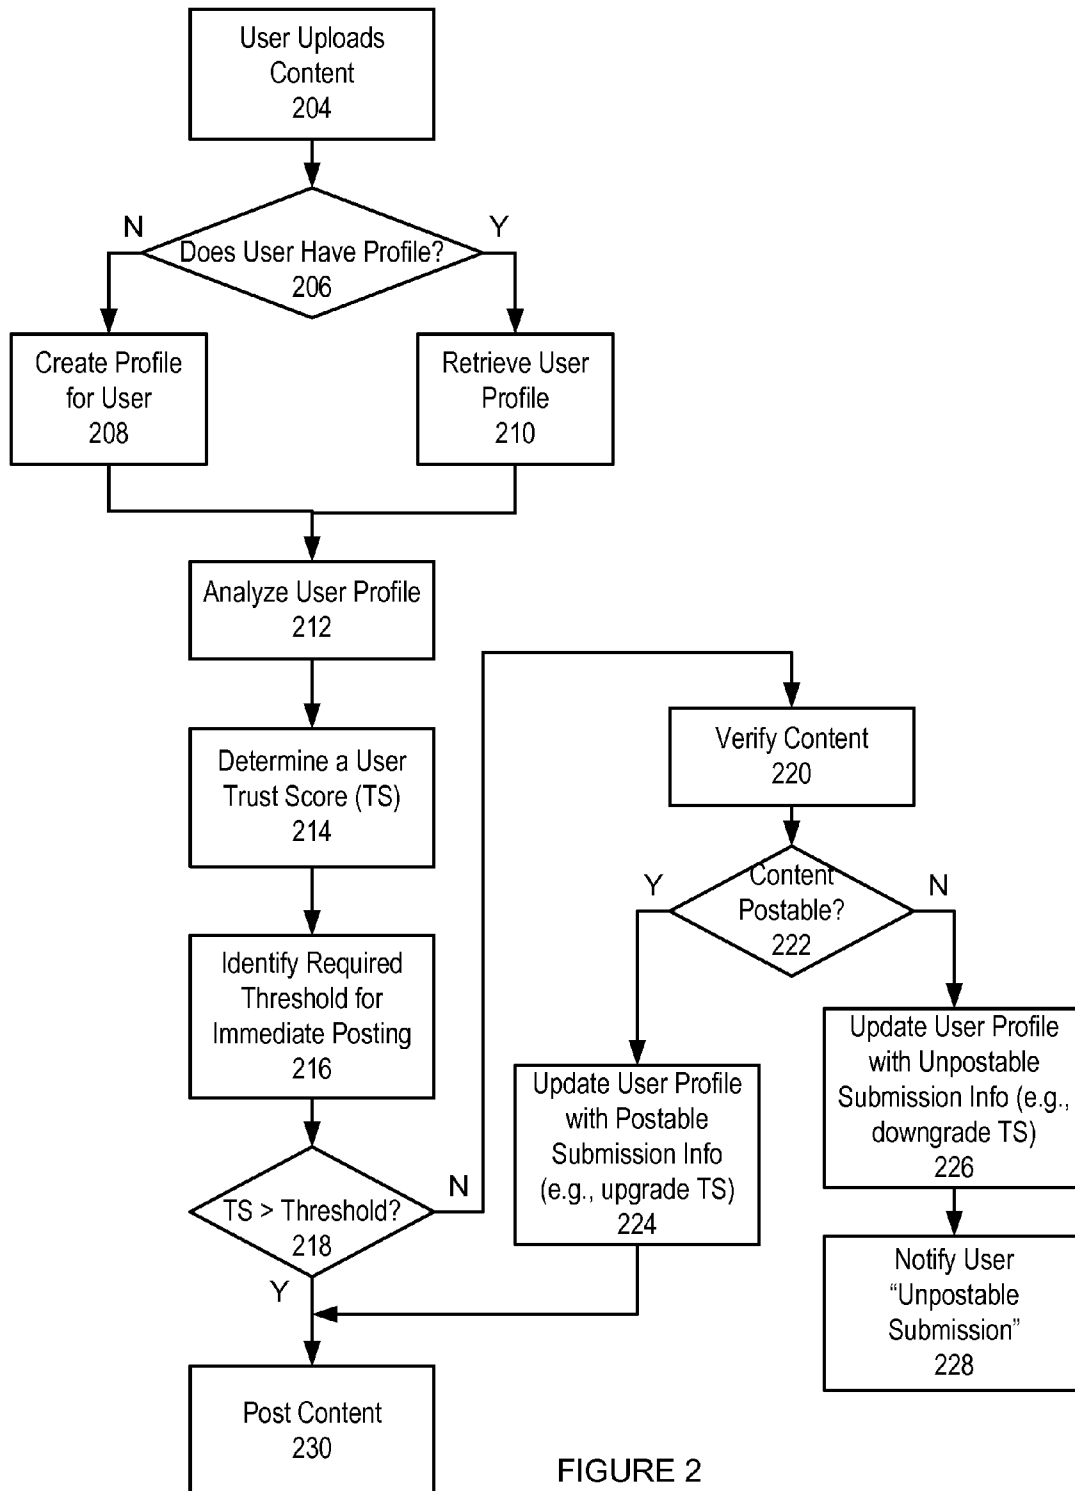 User Uploads
Content
204
N
Y
Does User Have Profile?
206
Create Profile
for User
208
Retrieve User
Profile
210
Analyze User Profile
212
Determine a User
Trust Score (TS)
214
Identify Required
Threshold for
Immediate Posting
216
TS > Threshold?
218
N
Y
Verify Content
220
Content
Postable?
222
Y
N
Update User Profile
with Postable
Submission Info
(e.g., upgrade TS)
224
Update User Profile
with Unpostable
Submission Info (e.g.,
downgrade TS)
226
Notify User
“Unpostable
Submission”
228
Post Content
230
FIGURE 2